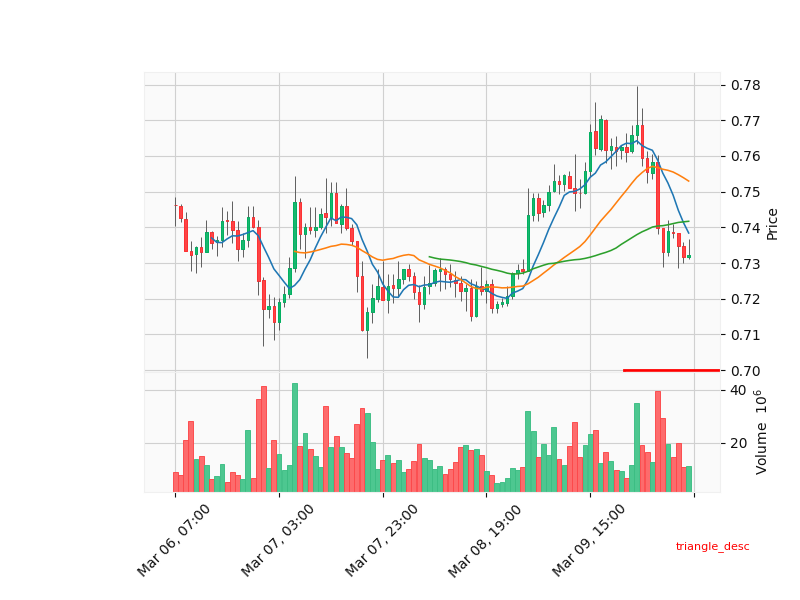 0.78
0.77
0.76
0.75
0.74
0.73
0.72
0.71
0.70
Price
40
20
Volume 10⁶
Mar 06, 07:00
Mar 07, 03:00
Mar 07, 23:00
Mar 08, 19:00
Mar 09, 15:00
triangle_desc